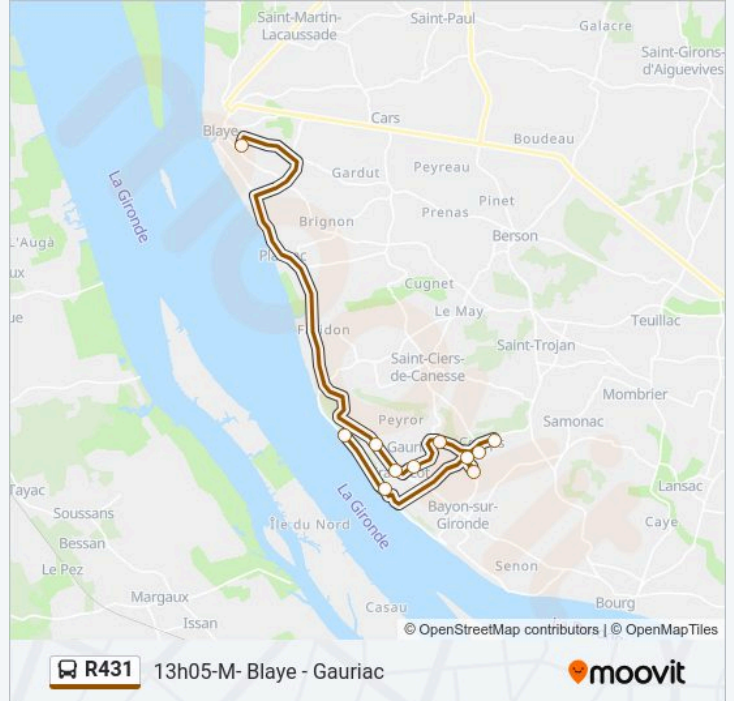 Saint-Martin-
Lacaussade
Saint-Paul
Galacre
Saint-Girons-
d'Aiguevives
Cars
Blaye
Boudeau
Gardut
Peyreau
La Gironde
Pinet
Prenas
Brignon
Berson
L'Augà
Cugnet
Le May
Teuillac
Saint-Trojan
Saint-Ciers-
de-Canesse
Mombrier
Peyror
Samonac
La Gironde
Tayac
Lansac
Soussans
Bayon-sur-
Gironde
Île du Nord
Caye
Bessan
Le Pez
Senon
Margaux
Casau
Bourg
Issan
© OpenStreetMap contributors | © OpenMapTiles
R431 13h05-M- Blaye - Gauriac
moovit